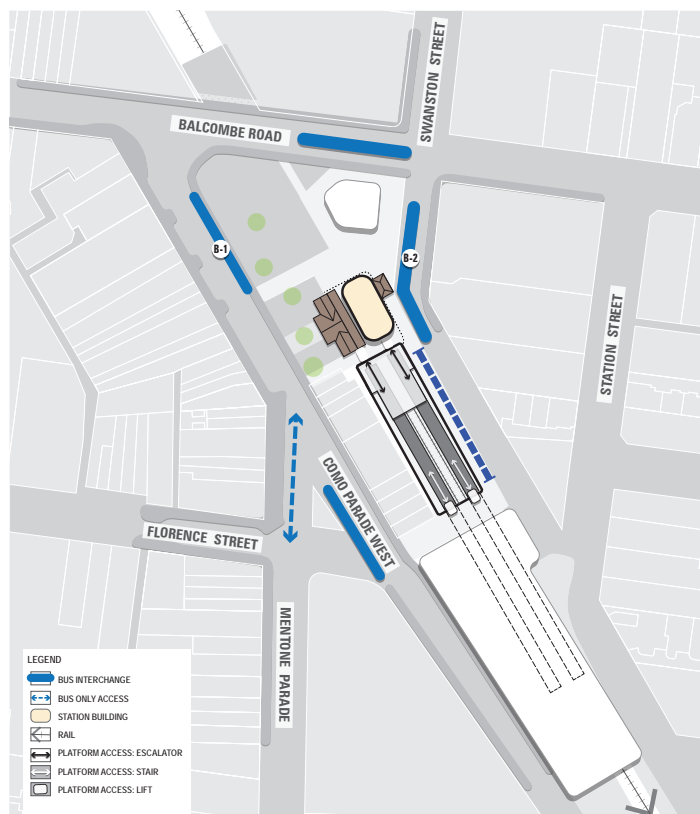 SWANSTON STREET
BALCOMBE ROAD
B-1
B-2
STATION STREET
COMO PARADE WEST
FLORENCE STREET
MENTONE PARADE
LEGEND
BUS INTERCHANGE
BUS ONLY ACCESS
STATION BUILDING
RAIL
PLATFORM ACCESS: ESCALATOR
PLATFORM ACCESS: STAIR
PLATFORM ACCESS: LIFT